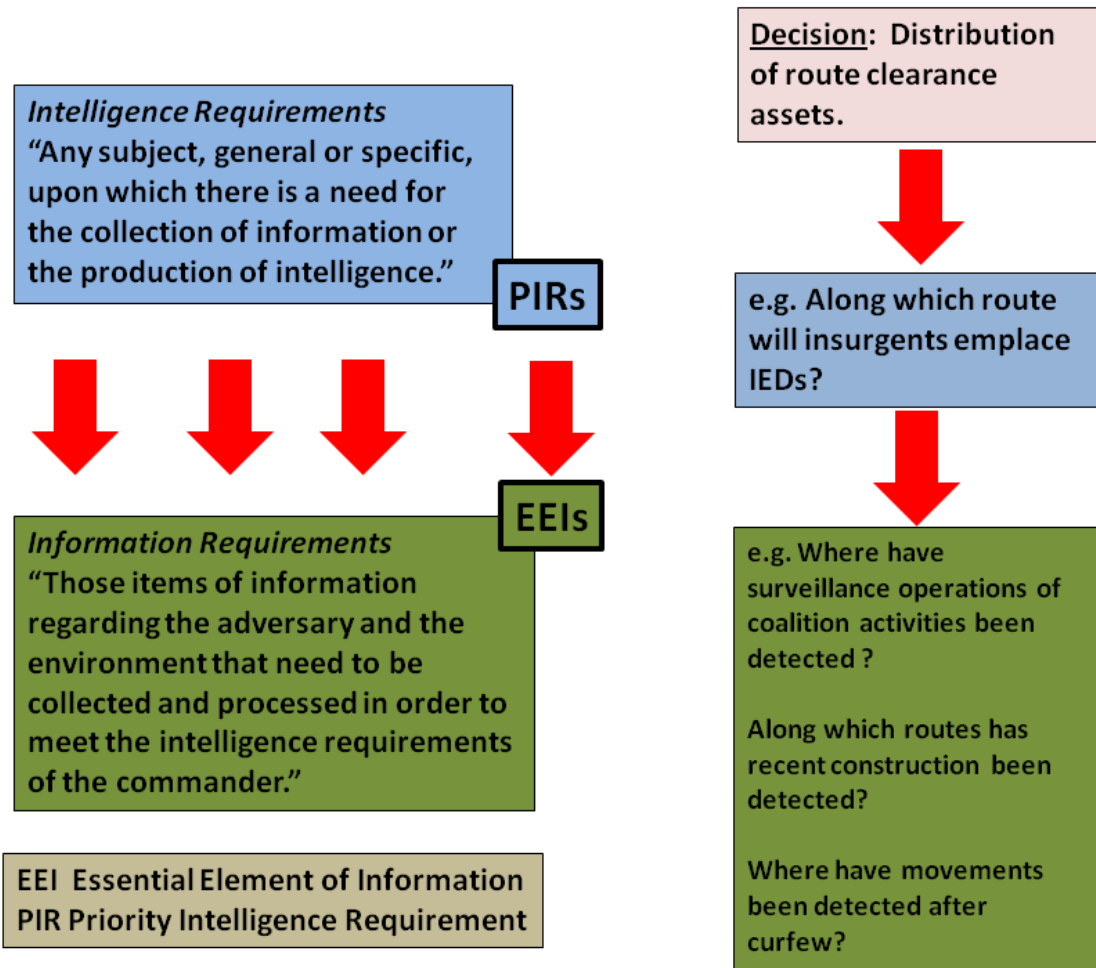 Intelligence Requirements
“Any subject, general or specific,
upon which there is a need for
the collection of information or
the production of intelligence.”
PIRs
EEIs
Information Requirements
“Those items of information
regarding the adversary and the
environment that need to be
collected and processed in order to
meet the intelligence requirements
of the commander.”
EEI Essential Element of Information
PIR Priority Intelligence Requirement
Decision: Distribution
of route clearance
assets.
e.g. Along which route
will insurgents emplace
IEDs?
e.g. Where have
surveillance operations of
coalition activities been
detected ?
Along which routes has
recent construction been
detected?
Where have movements
been detected after
curfew?